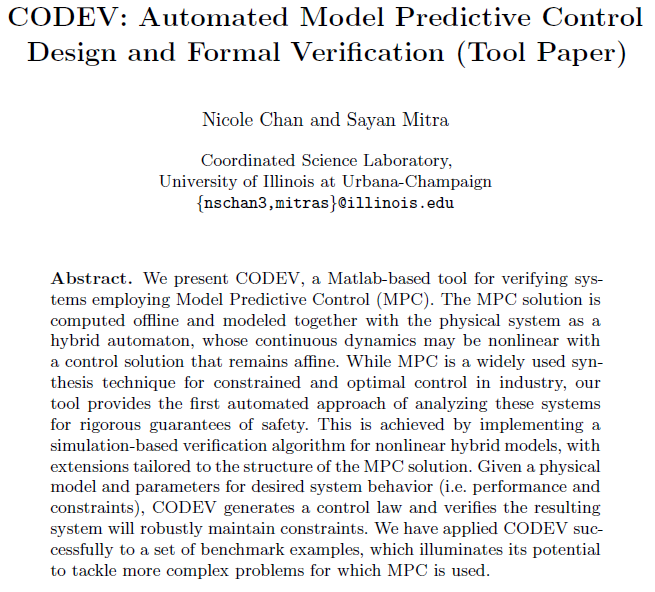 CODEV: Automated Model Predictive Control
Design and Formal Verification (Tool Paper)
Nicole Chan and Sayan Mitra
Coordinated Science Laboratory,
University of Illinois at Urbana-Champaign
{nschan3,mitras}@illinois.edu
Abstract. We present CODEV, a Matlab-based tool for verifying sys-
tems employing Model Predictive Control (MPC). The MPC solution is
computed offline and modeled together with the physical system as a
hybrid automaton, whose continuous dynamics may be nonlinear with
a control solution that remains affine. While MPC is a widely used syn-
thesis technique for constrained and optimal control in industry, our
tool provides the first automated approach of analyzing these systems
for rigorous guarantees of safety. This is achieved by implementing a
simulation-based verification algorithm for nonlinear hybrid models, with
extensions tailored to the structure of the MPC solution. Given a physical
model and parameters for desired system behavior (i.e. performance and
constraints), CODEV generates a control law and verifies the resulting
system will robustly maintain constraints. We have applied CODEV suc-
cessfully to a set of benchmark examples, which illuminates its potential
to tackle more complex problems for which MPC is used.